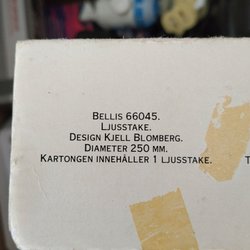 BELLIS 66045.
LJUSSTAKE.
DESIGN KJELL BLOMBERG.
DIAMETER 250 MM.
KARTONGEN INNEHÅLLER 1 LJUSSTAKE.
T